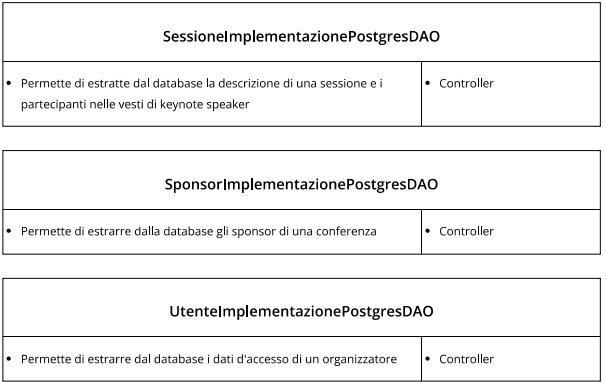 SessioneImplementazionePostgresDAO
• Permette di estratte dal database la descrizione di una sessione e i
partecipanti nelle vesti di keynote speaker
• Controller
SponsorImplementazionePostgresDAO
• Permette di estrarre dalla database gli sponsor di una conferenza
• Controller
UtenteImplementazionePostgresDAO
• Permette di estrarre dal database i dati d'accesso di un organizzatore
• Controller